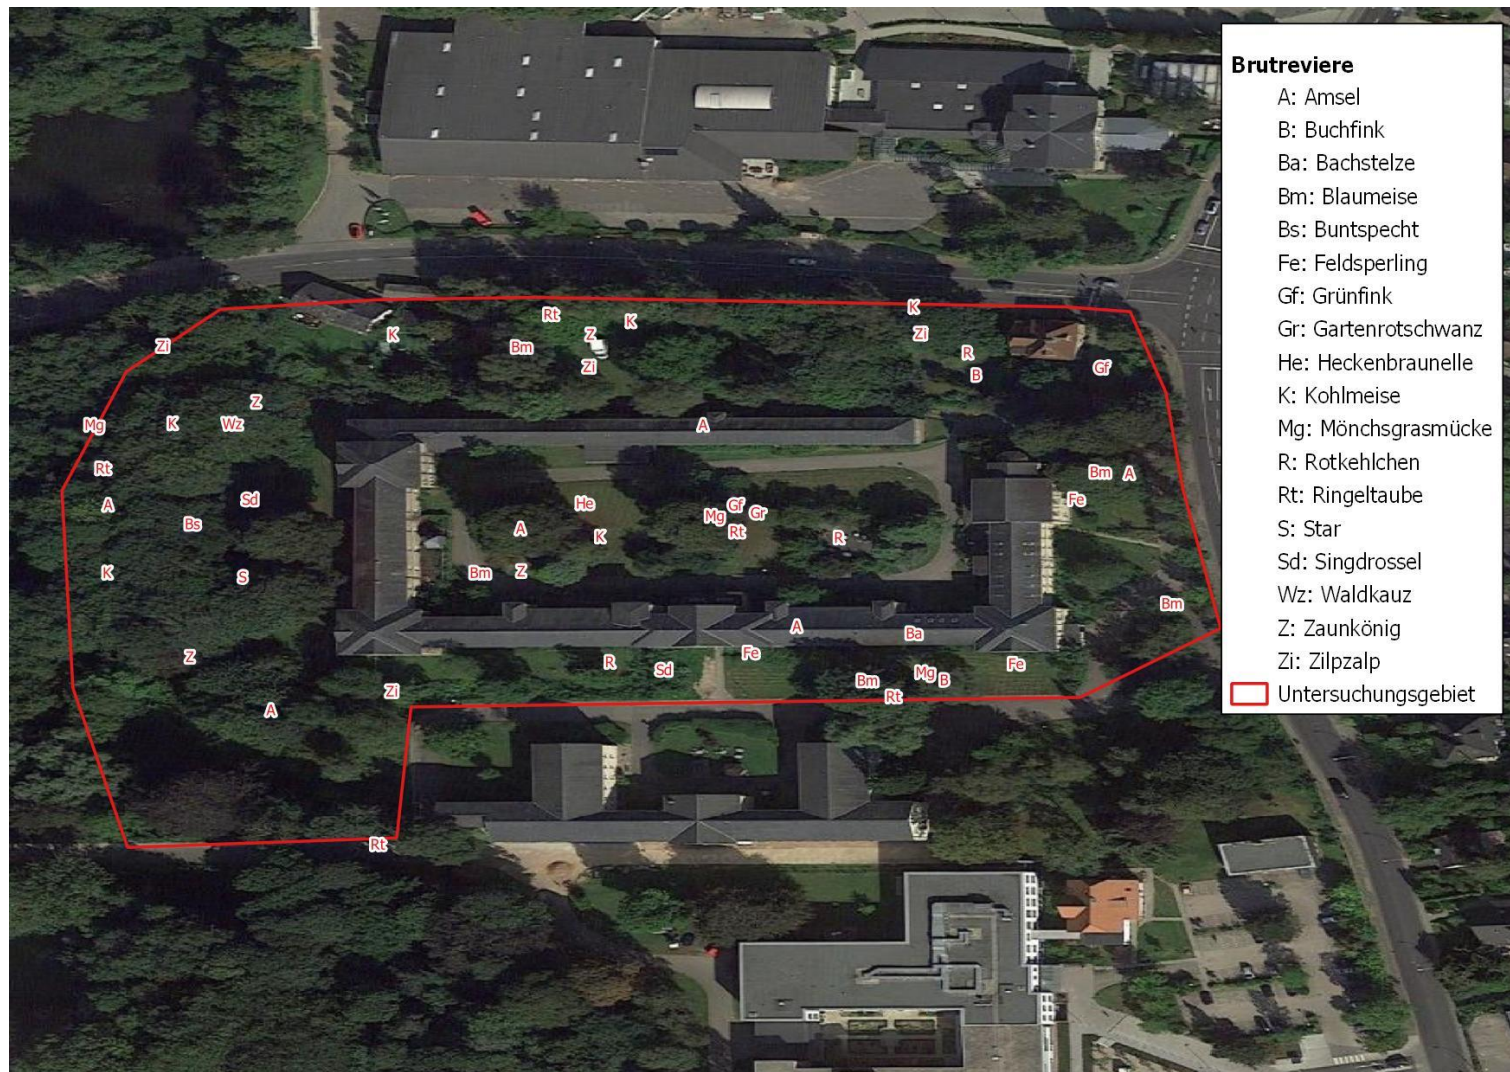 Brutreviere
A: Amsel
B: Buchfink
Ba: Bachstelze
Bm: Blaumeise
Bs: Buntspecht
Fe: Feldsperling
Gf: Grünfink
Gr: Gartenrotschwanz
He: Heckenbraunelle
K: Kohlmeise
Mg: Mönchsgrasmücke
R: Rotkehlchen
Rt: Ringeltaube
S: Star
Sd: Singdrossel
Wz: Waldkauz
Z: Zaunkönig
Zi: Zilpzalp
Untersuchungsgebiet
K
Rt
K
Z
K
Zi
Zi
Bm
R
Zi
B
Gf
Z
Mg
K
Wz
A
Rt
Bm
A
Sd
Fe
A
He
Gf
Mg
Gr
Bs
A
K
Rt
R
K
S
Bm
Z
Bm
A
Ba
Z
R
Sd
Fe
Fe
Mg
Bm
B
Zi
Rt
A
Rt